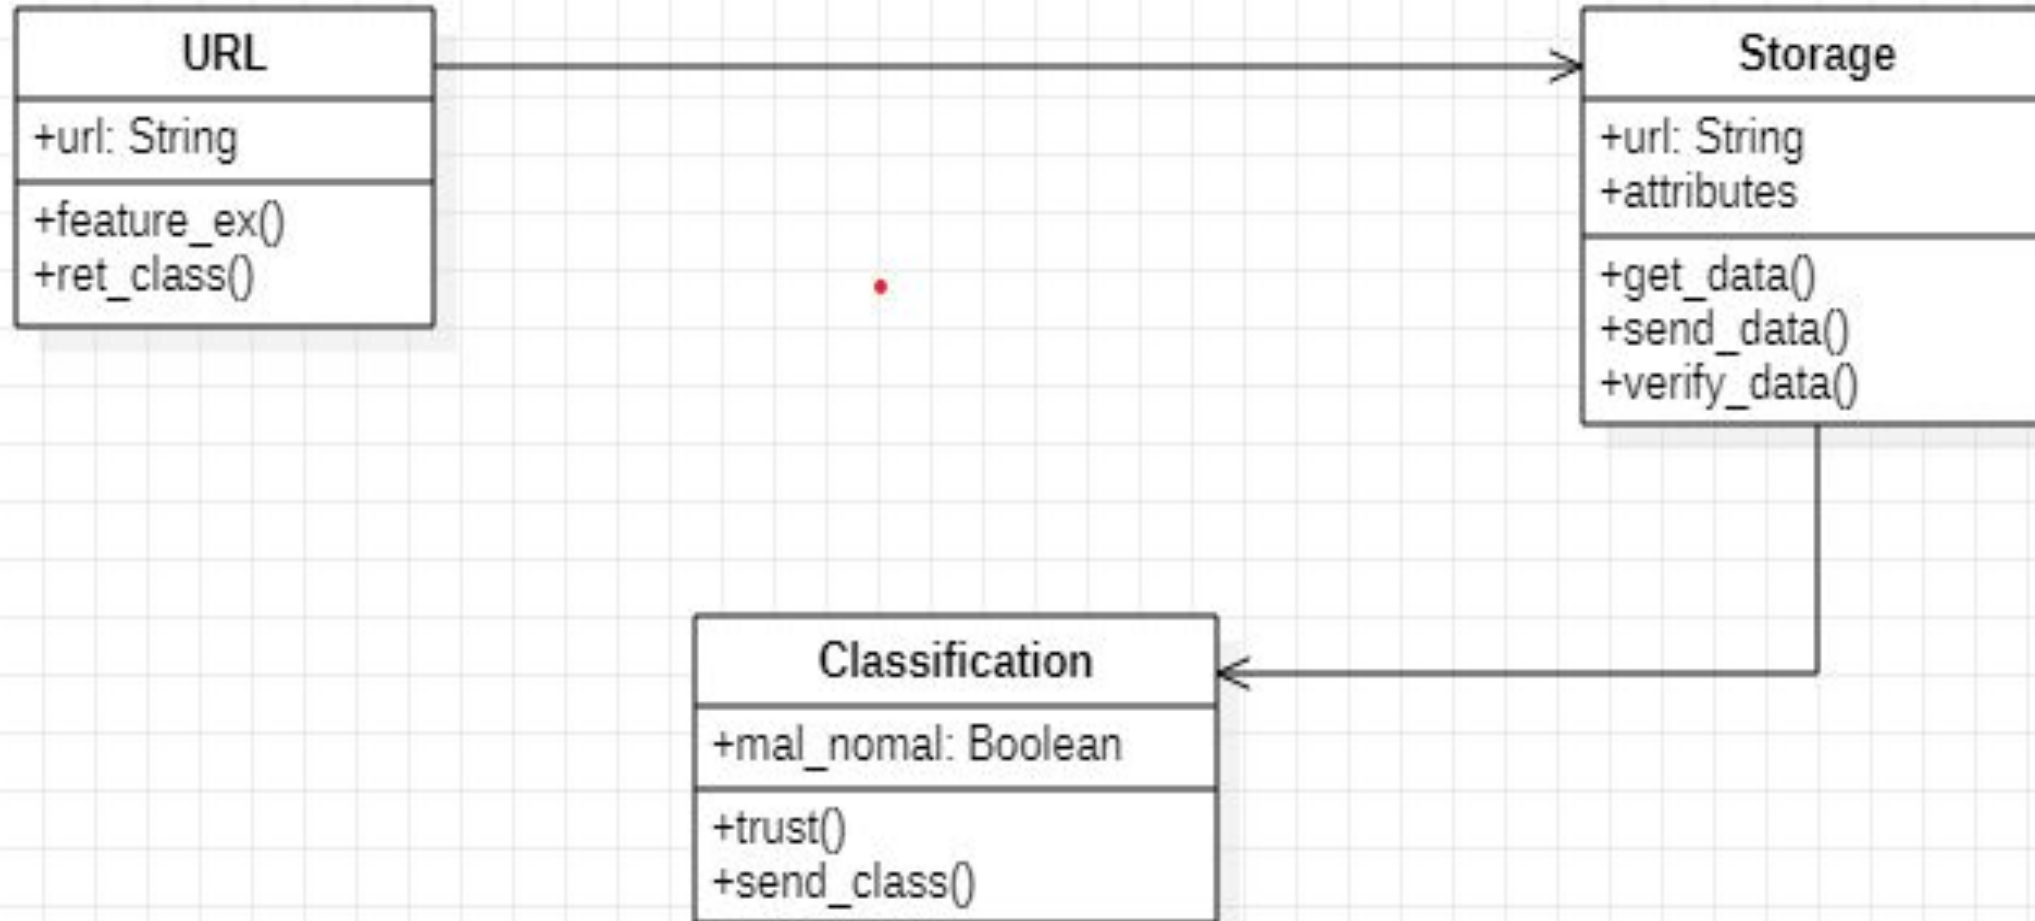 URL
+url: String
+feature_ex()
+ret_class()
Storage
+url: String
+attributes
+get_data()
+send_data()
+verify_data()
Classification
+mal_nomal: Boolean
+trust()
+send_class()